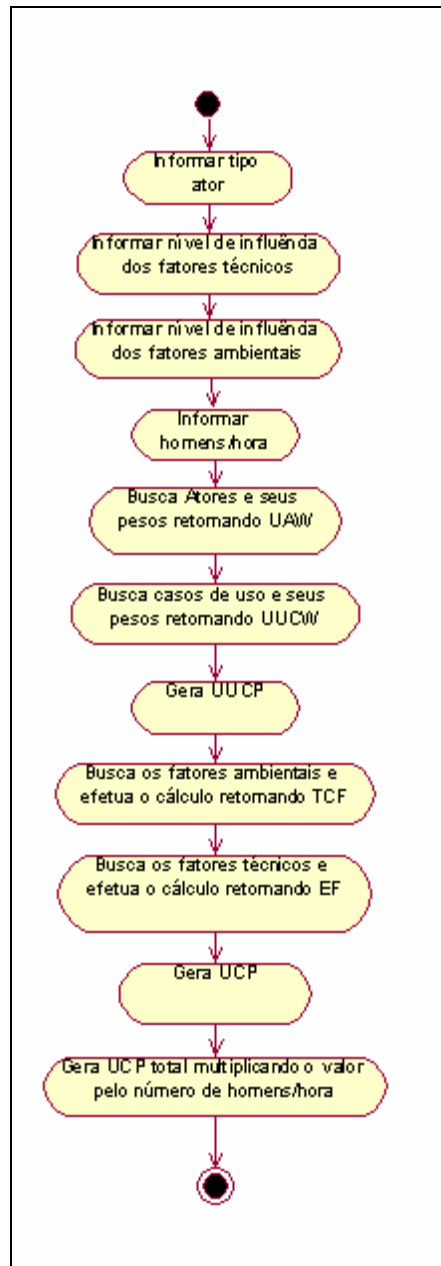 Informar tipo
ator
Informar nível de influência
dos fatores técnicos
Informar nível de influência
dos fatores ambientais
Informar
homens/hora
Busca Atores e seus
pesos retornando UAW
Busca casos de uso e seus
pesos retornando UUCW
Gera UUCP
Busca os fatores ambientais e
efetua o cálculo retornando TCF
Busca os fatores técnicos e
efetua o cálculo retornando EF
Gera UCP
Gera UCP total multiplicando o valor
pelo número de homens/hora